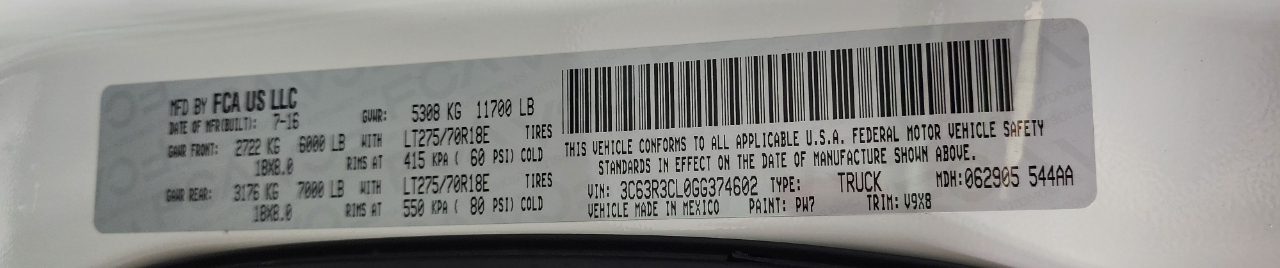 MFD BY FCA US LLC
DATE OF MFR(BUILT): 7-16 GVWR: 5308 KG 11700 LB
GAWR FRONT: 2722 KG 6000 LB WITH LT275/70R18E TIRES
18X8.0 RIMS AT 415 KPA ( 60 PSI) COLD
GAWR REAR: 3176 KG 7000 LB WITH LT275/70R18E TIRES
18X8.0 RIMS AT 550 KPA ( 80 PSI) COLD
THIS VEHICLE CONFORMS TO ALL APPLICABLE U.S.A. FEDERAL MOTOR VEHICLE SAFETY
STANDARDS IN EFFECT ON THE DATE OF MANUFACTURE SHOWN ABOVE.
VIN: 3C63R3CL0GG374602 TYPE: TRUCK MDH:062905 544AA
VEHICLE MADE IN MEXICO PAINT: PW7 TRIM: V9X8